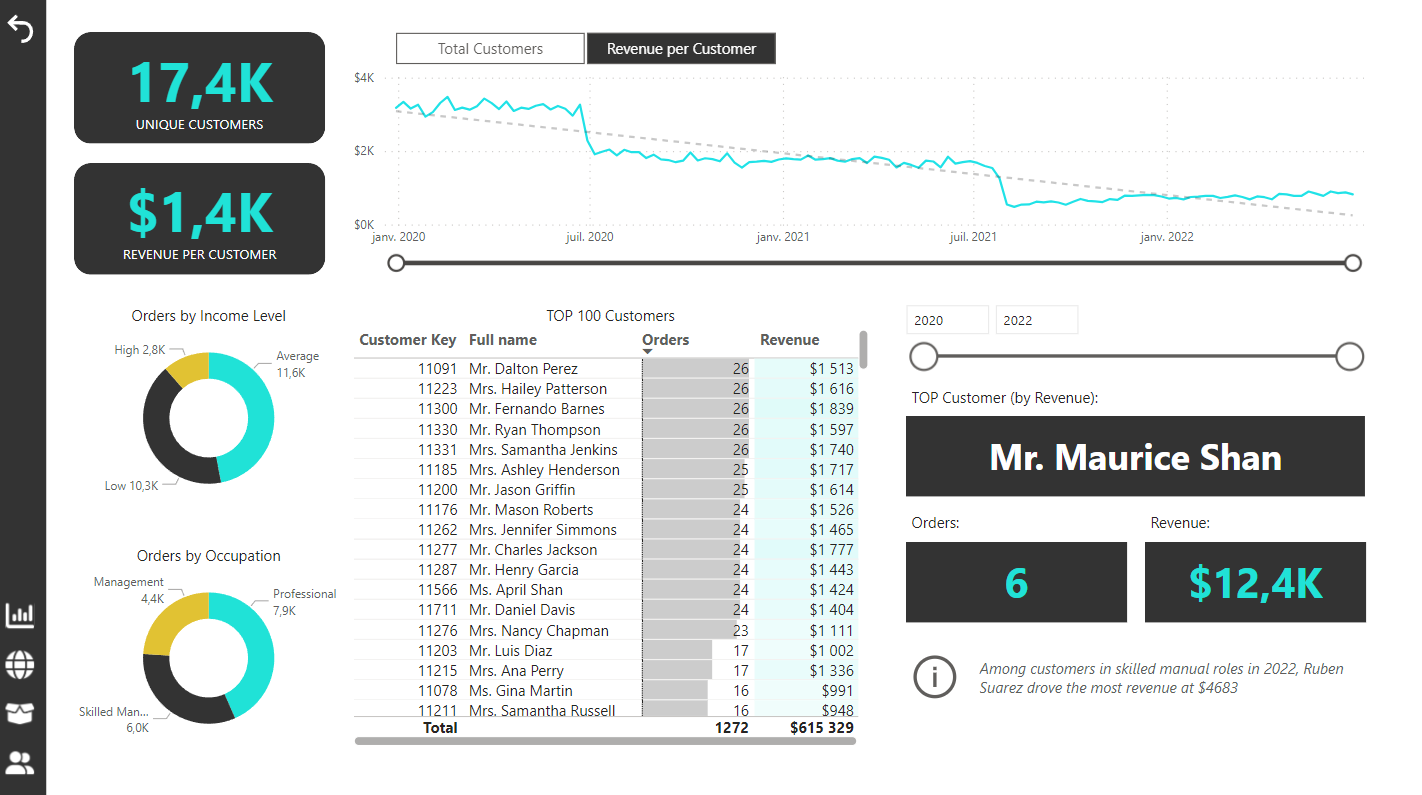 17,4K
UNIQUE CUSTOMERS
$1,4K
REVENUE PER CUSTOMER
Total Customers
Revenue per Customer
$4K
$2K
$0K
janv. 2020
juil. 2020
janv. 2021
juil. 2021
janv. 2022
Orders by Income Level
High 2,8K
Average
11,6K
Low 10,3K
Orders by Occupation
Management
4,4K
Professional
7,9K
Skilled Man...
6,0K
TOP 100 Customers
Customer Key Full name Orders Revenue
11091 Mr. Dalton Perez 26 $1 513
11223 Mrs. Hailey Patterson 26 $1 616
11300 Mr. Fernando Barnes 26 $1 839
11330 Mr. Ryan Thompson 26 $1 597
11331 Mrs. Samantha Jenkins 26 $1 740
11185 Mrs. Ashley Henderson 25 $1 717
11200 Mr. Jason Griffin 25 $1 614
11176 Mr. Mason Roberts 24 $1 526
11262 Mrs. Jennifer Simmons 24 $1 465
11277 Mr. Charles Jackson 24 $1 777
11287 Mr. Henry Garcia 24 $1 443
11566 Ms. April Shan 24 $1 424
11711 Mr. Daniel Davis 24 $1 404
11276 Mrs. Nancy Chapman 23 $1 111
11203 Mr. Luis Diaz 17 $1 002
11215 Mrs. Ana Perry 17 $1 336
11078 Ms. Gina Martin 16 $991
11211 Mrs. Samantha Russell 16 $948
Total 1272 $615 329
2020
2022
TOP Customer (by Revenue):
Mr. Maurice Shan
Orders:
6
Revenue:
$12,4K
Among customers in skilled manual roles in 2022, Ruben
Suarez drove the most revenue at $4683